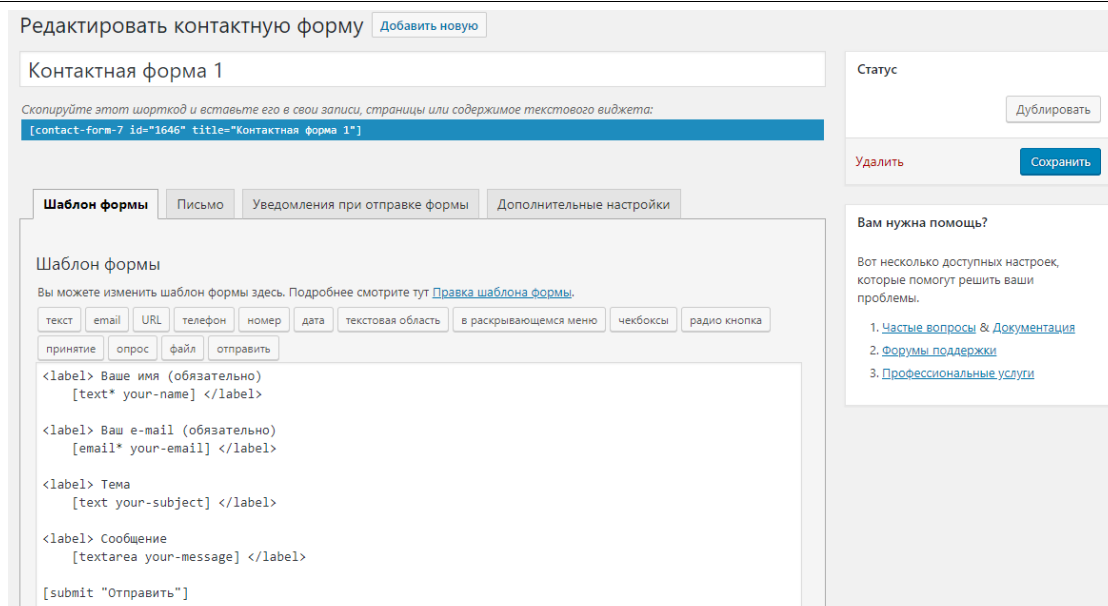 Редактировать контактную форму Добавить новую
Контактная форма 1
Скопируйте этот шорткод и вставьте его в свои записи, страницы или содержимое текстового виджета:
[contact-form-7 id="1646" title="Контактная форма 1"]
Шаблон формы Письмо Уведомления при отправке формы Дополнительные настройки
Шаблон формы
Вы можете изменить шаблон формы здесь. Подробнее смотрите тут Правка шаблона формы.
текст email URL телефон номер дата текстовая область в раскрывающемся меню чекбоксы радио кнопка
принятие опрос файл отправить
<label> Ваше имя (обязательно)
[text* your-name] </label>
<label> Ваш e-mail (обязательно)
[email* your-email] </label>
<label> Тема
[text your-subject] </label>
<label> Сообщение
[textarea your-message] </label>
[submit "Отправить"]
Статус
Дублировать
Удалить Сохранить
Вам нужна помощь?
Вот несколько доступных настроек,
которые помогут решить ваши
проблемы.
1. Частые вопросы & Документация
2. Форумы поддержки
3. Профессиональные услуги